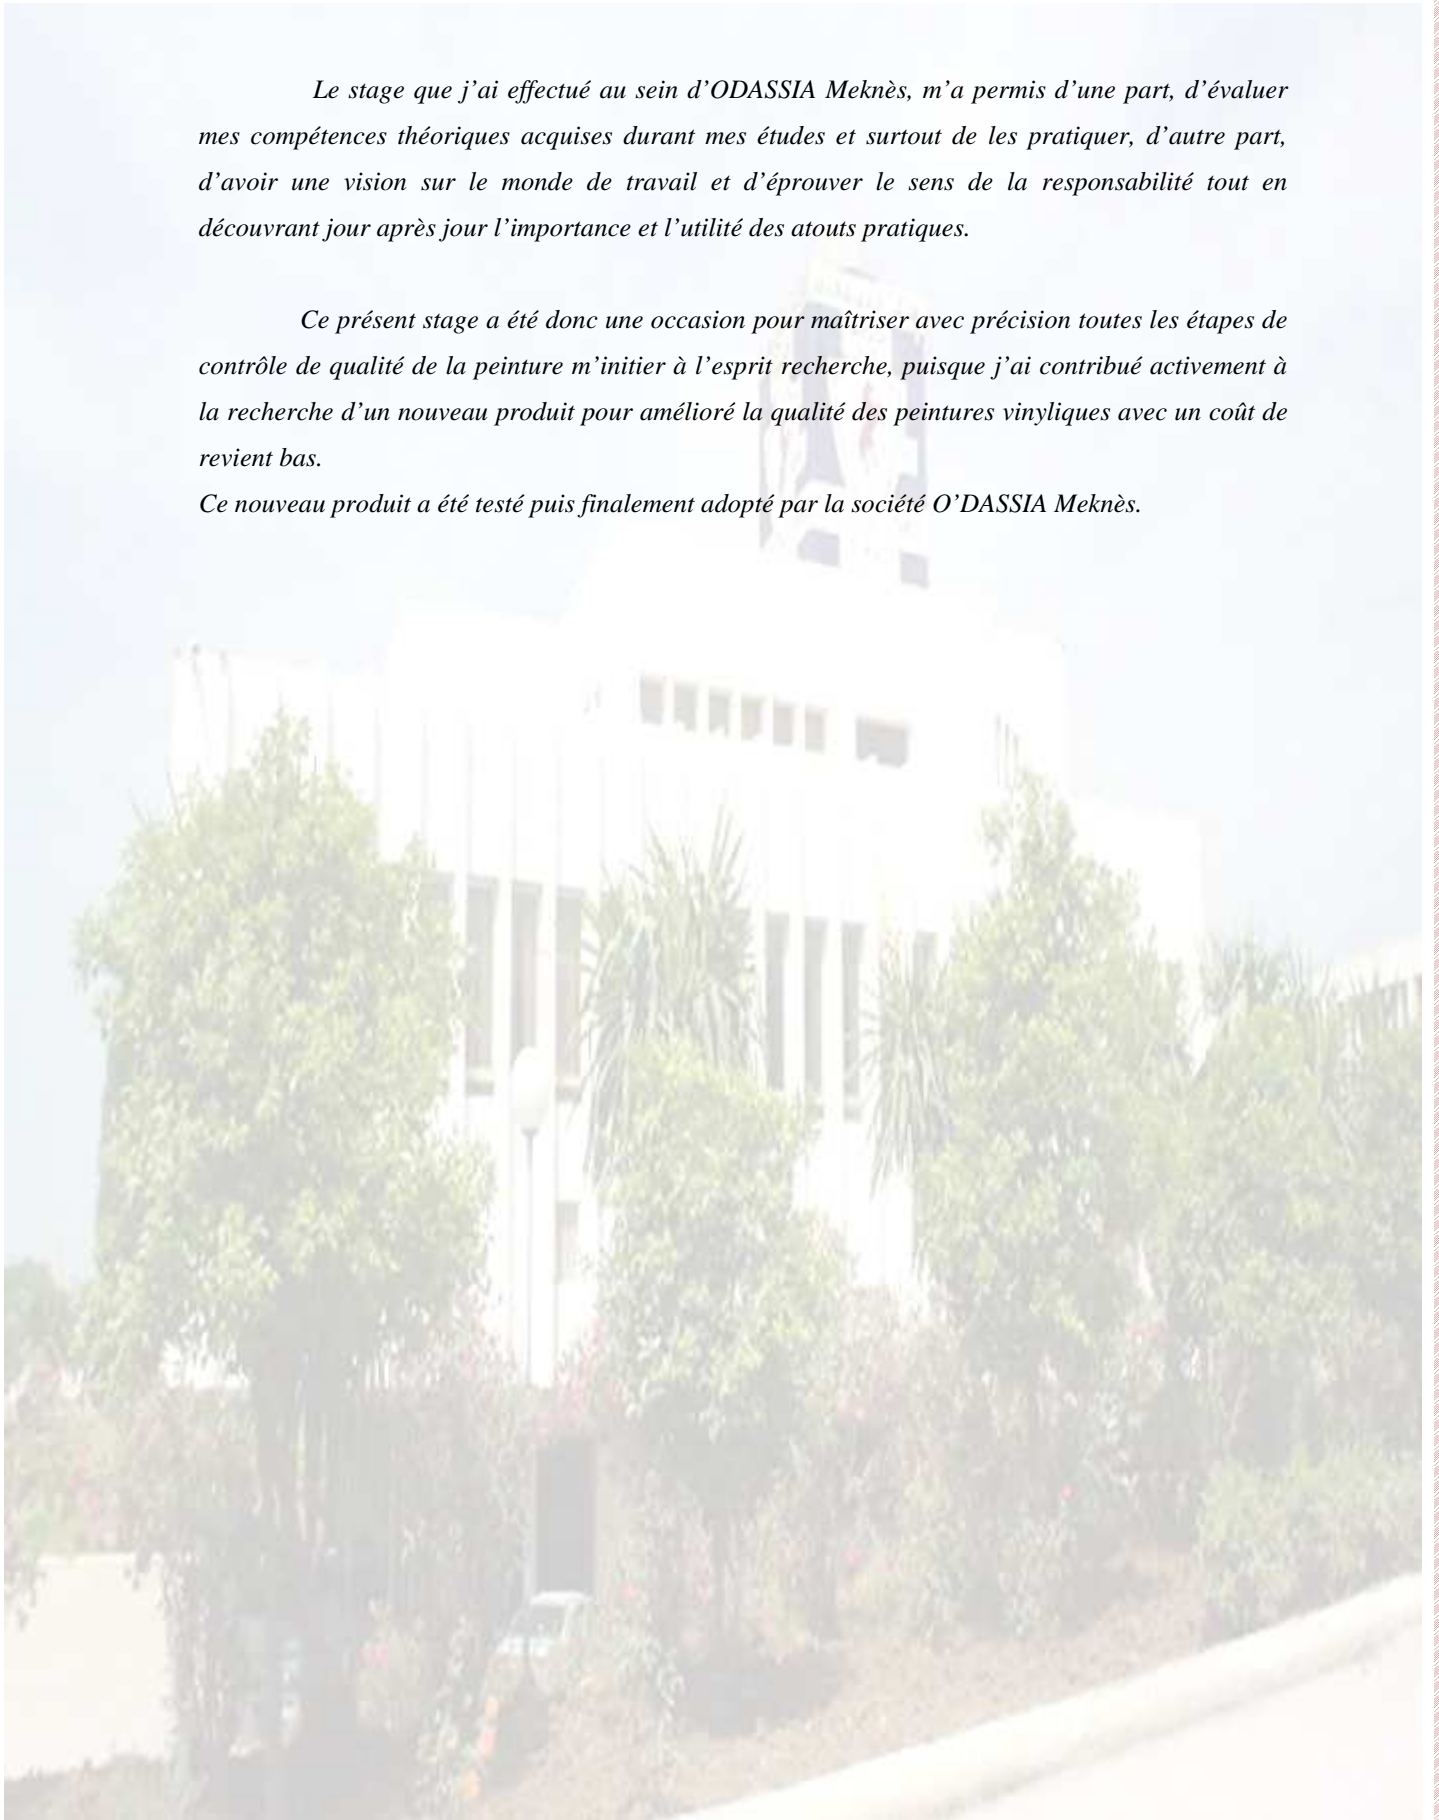 Le stage que j’ai effectué au sein d’ODASSIA Meknès, m’a permis d’une part, d’évaluer
mes compétences théoriques acquises durant mes études et surtout de les pratiquer, d’autre part,
d’avoir une vision sur le monde de travail et d’éprouver le sens de la responsabilité tout en
découvrant jour après jour l’importance et l’utilité des atouts pratiques.
Ce présent stage a été donc une occasion pour maîtriser avec précision toutes les étapes de
contrôle de qualité de la peinture m’initier à l’esprit recherche, puisque j’ai contribué activement à
la recherche d’un nouveau produit pour amélioré la qualité des peintures vinyliques avec un coût de
revient bas.
Ce nouveau produit a été testé puis finalement adopté par la société O’DASSIA Meknès.